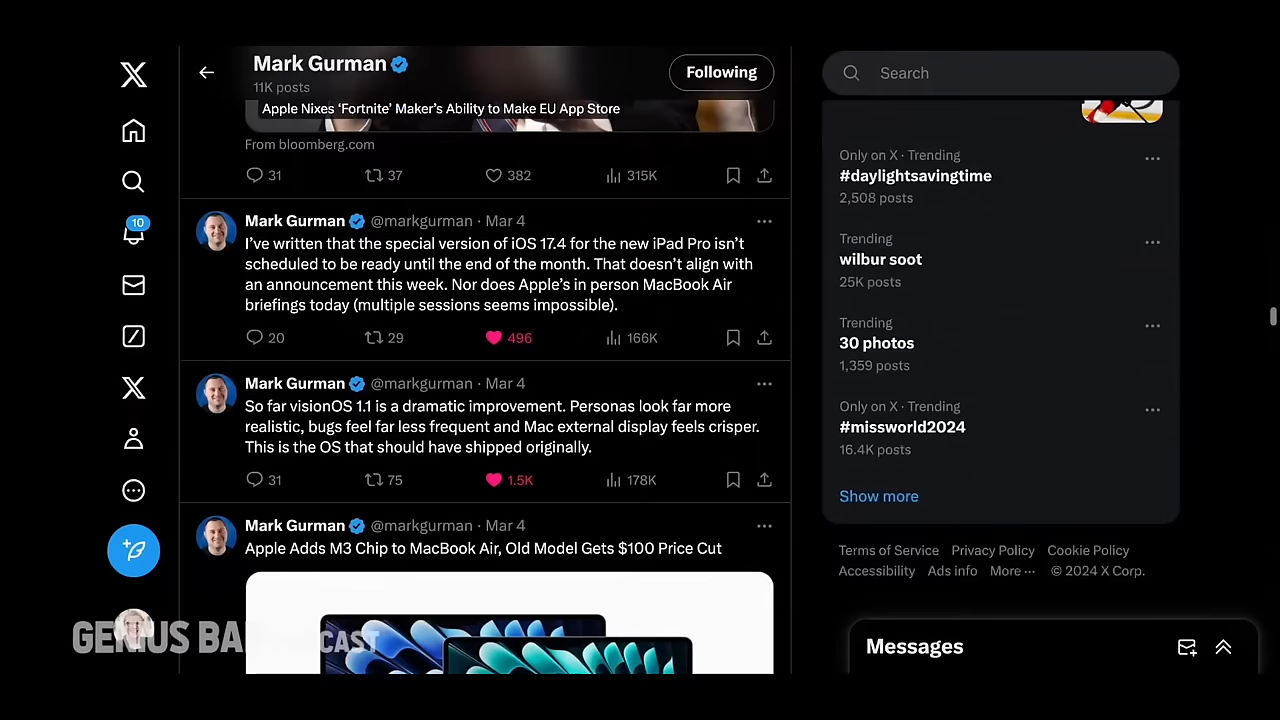 Mark Gurman
11K posts
Following
Apple Nixes ‘Fortnite’ Maker’s Ability to Make EU App Store
From bloomberg.com
31 37 382 315K
Mark Gurman @markgurman · Mar 4
I’ve written that the special version of iOS 17.4 for the new iPad Pro isn’t
scheduled to be ready until the end of the month. That doesn’t align with
an announcement this week. Nor does Apple’s in person MacBook Air
briefings today (multiple sessions seems impossible).
20 29 496 166K
Mark Gurman @markgurman · Mar 4
So far visionOS 1.1 is a dramatic improvement. Personas look far more
realistic, bugs feel far less frequent and Mac external display feels crisper.
This is the OS that should have shipped originally.
31 75 1.5K 178K
Mark Gurman @markgurman · Mar 4
Apple Adds M3 Chip to MacBook Air, Old Model Gets $100 Price Cut
10
GENIUS BA
CAST
Search
Only on X · Trending
#daylightsavingtime
2,508 posts
Trending
wilbur soot
25K posts
Trending
30 photos
1,359 posts
Only on X · Trending
#missworld2024
16.4K posts
Show more
Terms of Service Privacy Policy Cookie Policy
Accessibility Ads info More ··· © 2024 X Corp.
Messages